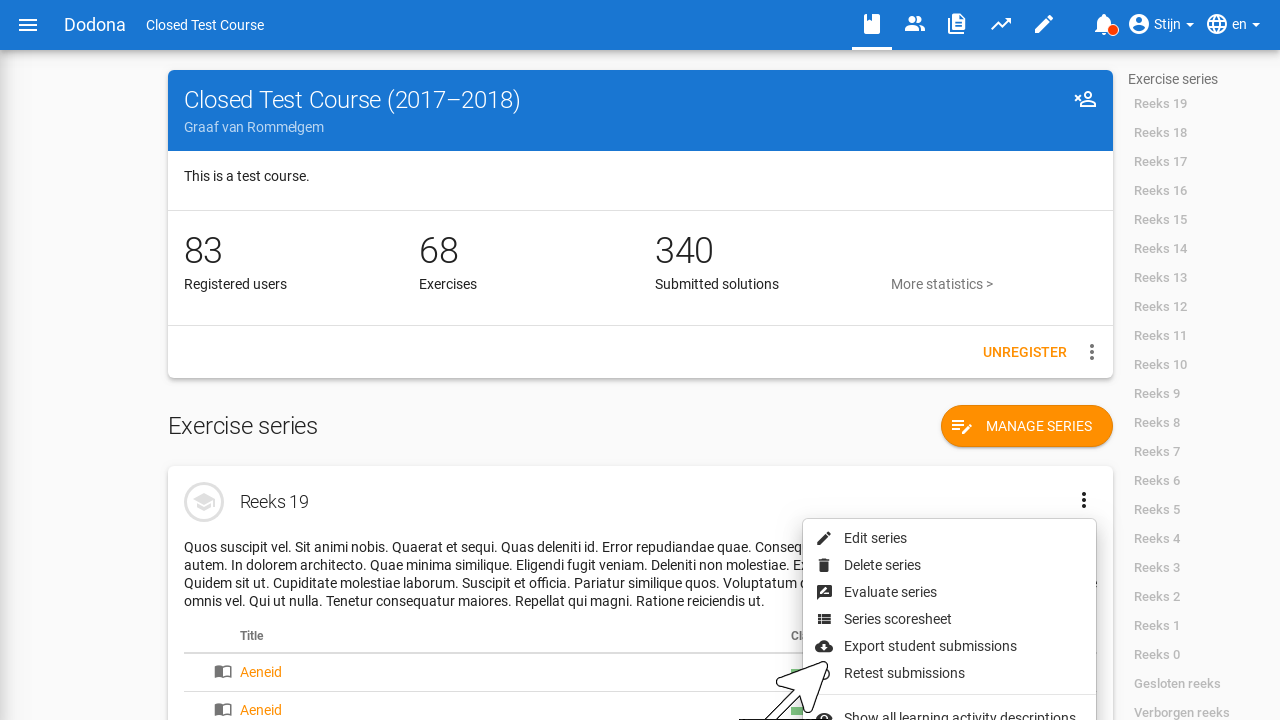 Dodona Closed Test Course Stijn en
Closed Test Course (2017–2018)
Graaf van Rommelgem
This is a test course.
83 68 340
Registered users Exercises Submitted solutions More statistics >
UNREGISTER
Exercise series MANAGE SERIES
Reeks 19
Quos suscipit vel. Sit animi nobis. Quaerat et sequi. Quas deleniti id. Error repudiandae quae.
autem. In dolorem architecto. Quae minima similique. Eligendi fugit veniam. Deleniti non molestiae.
Quidem sit ut. Cupiditate molestiae laborum. Suscipit et officia. Pariatur similique quos. Voluptatum
omnis vel. Qui ut nulla. Tenetur consequatur maiores. Repellat qui magni. Ratione reiciendis ut.
Title
Aeneid
Aeneid
Edit series
Delete series
Evaluate series
Series scoresheet
Export student submissions
Retest submissions
Show all learning activity descriptions
Exercise series
Reeks 19
Reeks 18
Reeks 17
Reeks 16
Reeks 15
Reeks 14
Reeks 13
Reeks 12
Reeks 11
Reeks 10
Reeks 9
Reeks 8
Reeks 7
Reeks 6
Reeks 5
Reeks 4
Reeks 3
Reeks 2
Reeks 1
Reeks 0
Gesloten reeks
Verborgen reeks